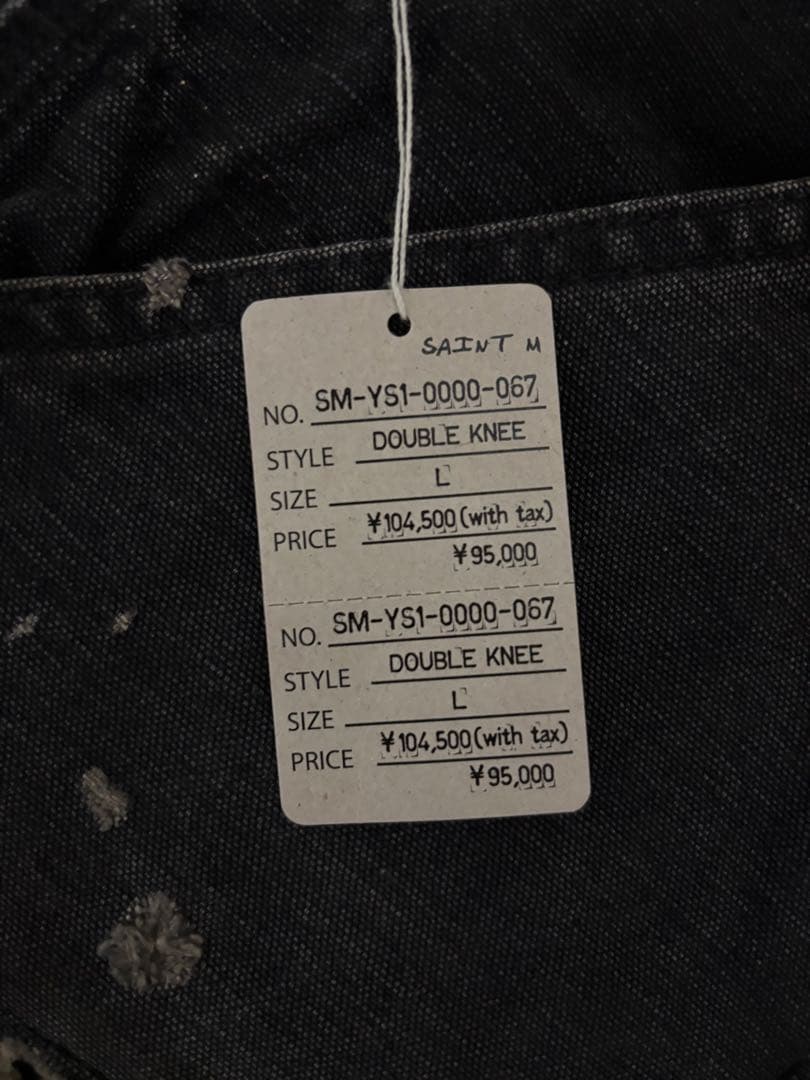 SAINT M
NO. SM-YS1-0000-067
STYLE DOUBLE KNEE
SIZE L
PRICE ¥104,500(with tax)
¥95,000
NO. SM-YS1-0000-067
STYLE DOUBLE KNEE
SIZE L
PRICE ¥104,500(with tax)
¥95,000